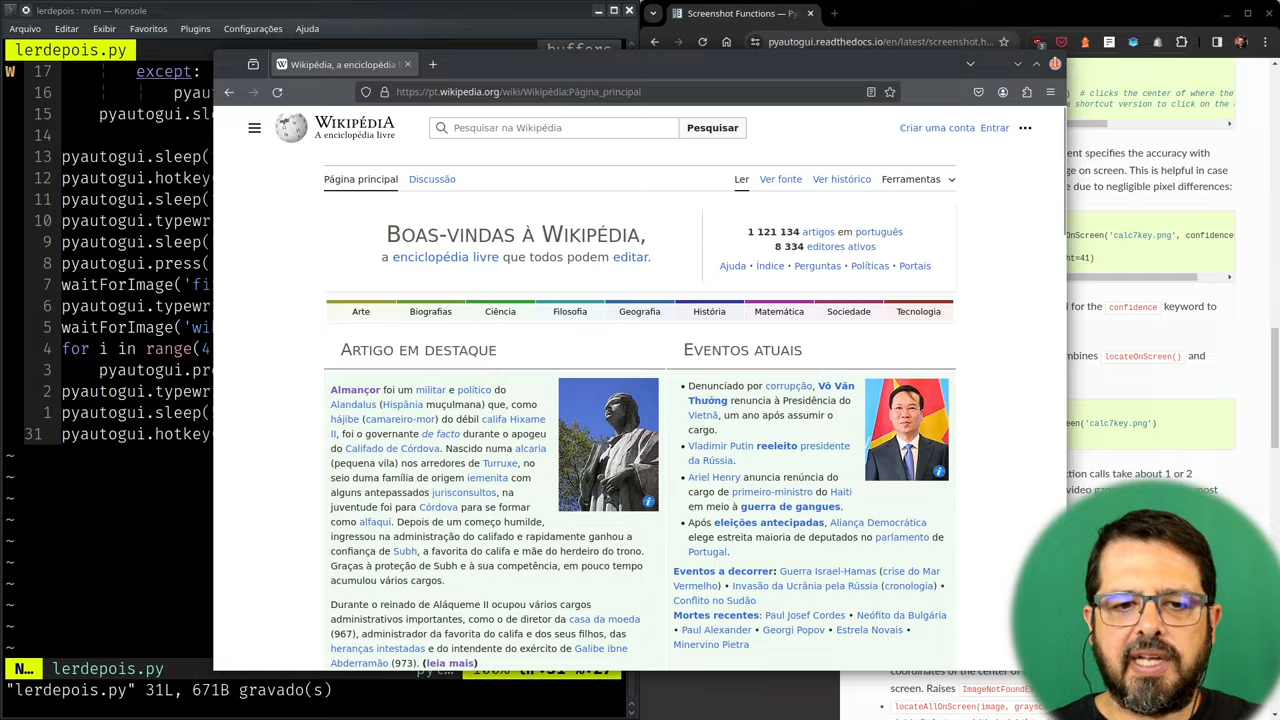 lerdepois : nvim — Konsole
Arquivo Editar Exibir Favoritos Plugins Configurações Ajuda
lerdepois.py
buffers
W 17 except:
16
15
14
13 pyautogui.sleep(
12 pyautogui.hotkey
11 pyautogui.sleep(
10 pyautogui.typewr
9 pyautogui.sleep(
8 pyautogui.press(
7 waitForImage('fi
6 pyautogui.typewr
5 waitForImage('wi
4 for i in range(4
3
2 pyautogui.typewr
1 pyautogui.sleep(
31 pyautogui.hotkey
N... lerdepois.py
"lerdepois.py" 31L, 671B gravado(s)
Wikipédia, a enciclopédia
https://pt.wikipedia.org/wiki/Wikipédia:Página_principal
WIKIPÉDIA
A enciclopédia livre
Pesquisar na Wikipédia
Pesquisar
Criar uma conta Entrar
Página principal Discussão
Ler Ver fonte Ver histórico Ferramentas
Boas-vindas à Wikipédia,
a enciclopédia livre que todos podem editar.
1 121 134 artigos em português
8 334 editores ativos
Ajuda · Índice · Perguntas · Políticas · Portais
Arte Biografias Ciência Filosofia Geografia História Matemática Sociedade Tecnologia
Artigo em destaque
Almançor foi um militar e político do
Alandalus (Hispânia muçulmana) que, como
hájibe (camareiro-mor) do débil califa Hixame
II, foi o governante de facto durante o apogeu
do Califado de Córdova. Nascido numa alcaria
(pequena vila) nos arredores de Turruxe, no
seio duma família de origem iemenita com
alguns antepassados jurisconsultos, na
juventude foi para Córdova para se formar
como alfaqui. Depois de um começo humilde,
ingressou na administração do califado e rapidamente ganhou a
confiança de Subh, a favorita do califa e mãe do herdeiro do trono.
Graças à proteção de Subh e à sua competência, em pouco tempo
acumulou vários cargos.
Durante o reinado de Aláqueme II ocupou vários cargos
administrativos importantes, como o de diretor da casa da moeda
(967), administrador da favorita do califa e dos seus filhos, das
heranças intestadas e do intendente do exército de Galibe ibne
Abderramão (973). (leia mais)
Eventos atuais
• Denunciado por corrupção, Võ Văn
Thưởng renuncia à Presidência do
Vietnã, um ano após assumir o
cargo.
• Vladimir Putin reeleito presidente
da Rússia.
• Ariel Henry anuncia renúncia do
cargo de primeiro-ministro do Haiti
em meio à guerra de gangues.
• Após eleições antecipadas, Aliança Democrática
elege estreita maioria de deputados no parlamento de
Portugal.
Eventos a decorrer: Guerra Israel-Hamas (crise do Mar
Vermelho) • Invasão da Ucrânia pela Rússia (cronologia) •
Conflito no Sudão
Mortes recentes: Paul Josef Cordes • Neófito da Bulgária
• Paul Alexander • Georgi Popov • Estrela Novais •
Minervino Pietra
Screenshot Functions — Py
pyautogui.readthedocs.io/en/latest/screenshot.h
) # clicks the center of where the
shortcut version to click on the
specifies the accuracy with
on screen. This is helpful in case
due to negligible pixel differences:
OnScreen('calc7key.png', confidence
ght=41)
for the confidence keyword to
locateOnScreen() and
een('calc7key.png')
calls take about 1 or 2
coordinates of the center of
screen. Raises ImageNotFoundE
• locateAllOnScreen(image, grayso